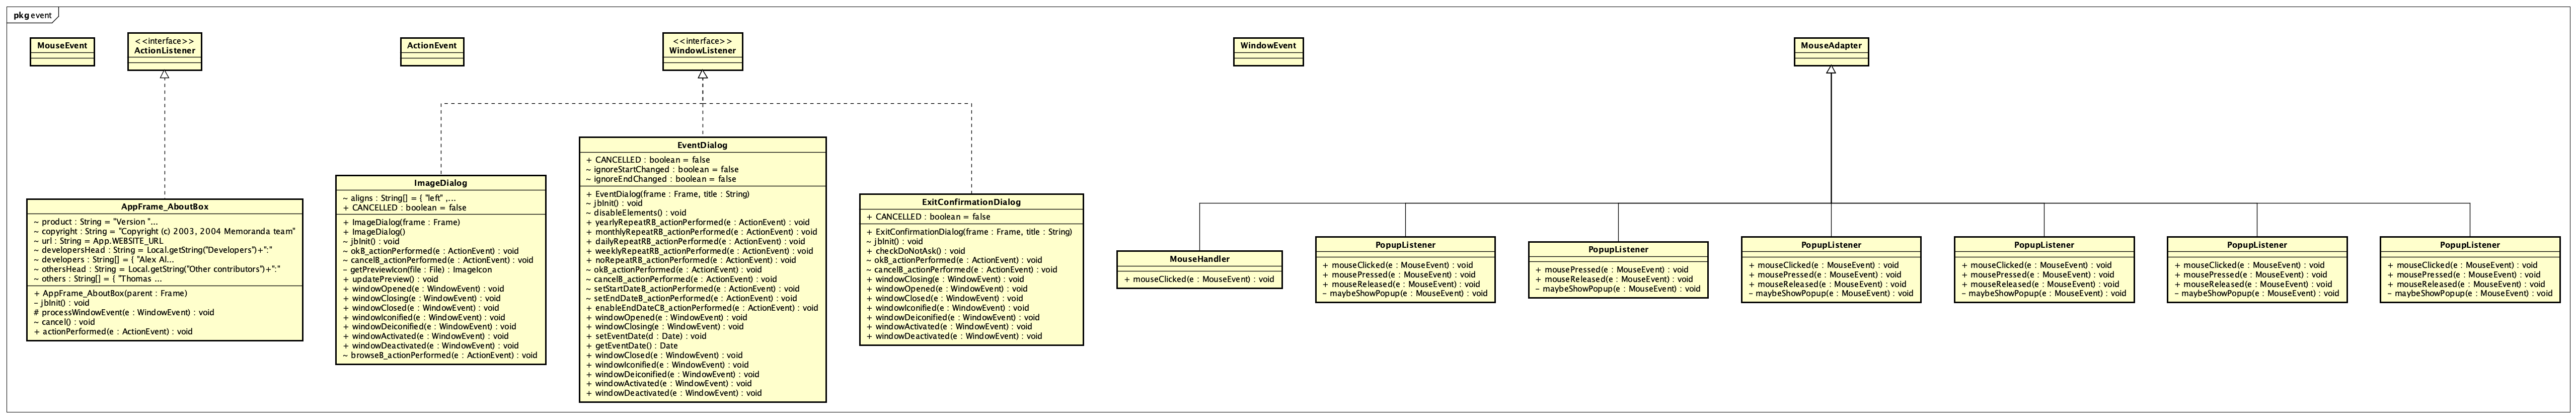 pkg event
MouseEvent
<<interface>>
ActionListener
ActionEvent
<<interface>>
WindowListener
WindowEvent
MouseAdapter
AppFrame_AboutBox
~ product : String = "Version "...
~ copyright : String = "Copyright (c) 2003, 2004 Memoranda team"
~ url : String = App.WEBSITE_URL
~ developersHead : String = Local.getString("Developers")+":"
~ developers : String[] = { "Alex Al...
~ othersHead : String = Local.getString("Other contributors")+":"
~ others : String[] = { "Thomas ...
+ AppFrame_AboutBox(parent : Frame)
– jbInit() : void
# processWindowEvent(e : WindowEvent) : void
~ cancel() : void
+ actionPerformed(e : ActionEvent) : void
ImageDialog
~ aligns : String[] = { "left" ,...
+ CANCELLED : boolean = false
+ ImageDialog(frame : Frame)
+ ImageDialog()
~ jbInit() : void
~ okB_actionPerformed(e : ActionEvent) : void
~ cancelB_actionPerformed(e : ActionEvent) : void
– getPreviewIcon(file : File) : ImageIcon
+ updatePreview() : void
+ windowOpened(e : WindowEvent) : void
+ windowClosing(e : WindowEvent) : void
+ windowClosed(e : WindowEvent) : void
+ windowIconified(e : WindowEvent) : void
+ windowDeiconified(e : WindowEvent) : void
+ windowActivated(e : WindowEvent) : void
+ windowDeactivated(e : WindowEvent) : void
~ browseB_actionPerformed(e : ActionEvent) : void
EventDialog
+ CANCELLED : boolean = false
~ ignoreStartChanged : boolean = false
~ ignoreEndChanged : boolean = false
+ EventDialog(frame : Frame, title : String)
~ jbInit() : void
~ disableElements() : void
+ yearlyRepeatRB_actionPerformed(e : ActionEvent) : void
+ monthlyRepeatRB_actionPerformed(e : ActionEvent) : void
+ dailyRepeatRB_actionPerformed(e : ActionEvent) : void
+ weeklyRepeatRB_actionPerformed(e : ActionEvent) : void
+ noRepeatRB_actionPerformed(e : ActionEvent) : void
~ okB_actionPerformed(e : ActionEvent) : void
~ cancelB_actionPerformed(e : ActionEvent) : void
~ setStartDateB_actionPerformed(e : ActionEvent) : void
~ setEndDateB_actionPerformed(e : ActionEvent) : void
+ enableEndDateCB_actionPerformed(e : ActionEvent) : void
+ windowOpened(e : WindowEvent) : void
+ windowClosing(e : WindowEvent) : void
+ setEventDate(d : Date) : void
+ getEventDate() : Date
+ windowClosed(e : WindowEvent) : void
+ windowIconified(e : WindowEvent) : void
+ windowDeiconified(e : WindowEvent) : void
+ windowActivated(e : WindowEvent) : void
+ windowDeactivated(e : WindowEvent) : void
ExitConfirmationDialog
+ CANCELLED : boolean = false
+ ExitConfirmationDialog(frame : Frame, title : String)
~ jbInit() : void
+ checkDoNotAsk() : void
~ okB_actionPerformed(e : ActionEvent) : void
~ cancelB_actionPerformed(e : ActionEvent) : void
+ windowClosing(e : WindowEvent) : void
+ windowOpened(e : WindowEvent) : void
+ windowClosed(e : WindowEvent) : void
+ windowIconified(e : WindowEvent) : void
+ windowDeiconified(e : WindowEvent) : void
+ windowActivated(e : WindowEvent) : void
+ windowDeactivated(e : WindowEvent) : void
MouseHandler
+ mouseClicked(e : MouseEvent) : void
PopupListener
+ mouseClicked(e : MouseEvent) : void
+ mousePressed(e : MouseEvent) : void
+ mouseReleased(e : MouseEvent) : void
– maybeShowPopup(e : MouseEvent) : void
PopupListener
+ mousePressed(e : MouseEvent) : void
+ mouseReleased(e : MouseEvent) : void
– maybeShowPopup(e : MouseEvent) : void
PopupListener
+ mouseClicked(e : MouseEvent) : void
+ mousePressed(e : MouseEvent) : void
+ mouseReleased(e : MouseEvent) : void
– maybeShowPopup(e : MouseEvent) : void
PopupListener
+ mouseClicked(e : MouseEvent) : void
+ mousePressed(e : MouseEvent) : void
+ mouseReleased(e : MouseEvent) : void
– maybeShowPopup(e : MouseEvent) : void
PopupListener
+ mouseClicked(e : MouseEvent) : void
+ mousePressed(e : MouseEvent) : void
+ mouseReleased(e : MouseEvent) : void
– maybeShowPopup(e : MouseEvent) : void
PopupListener
+ mouseClicked(e : MouseEvent) : void
+ mousePressed(e : MouseEvent) : void
+ mouseReleased(e : MouseEvent) : void
– maybeShowPopup(e : MouseEvent) : void